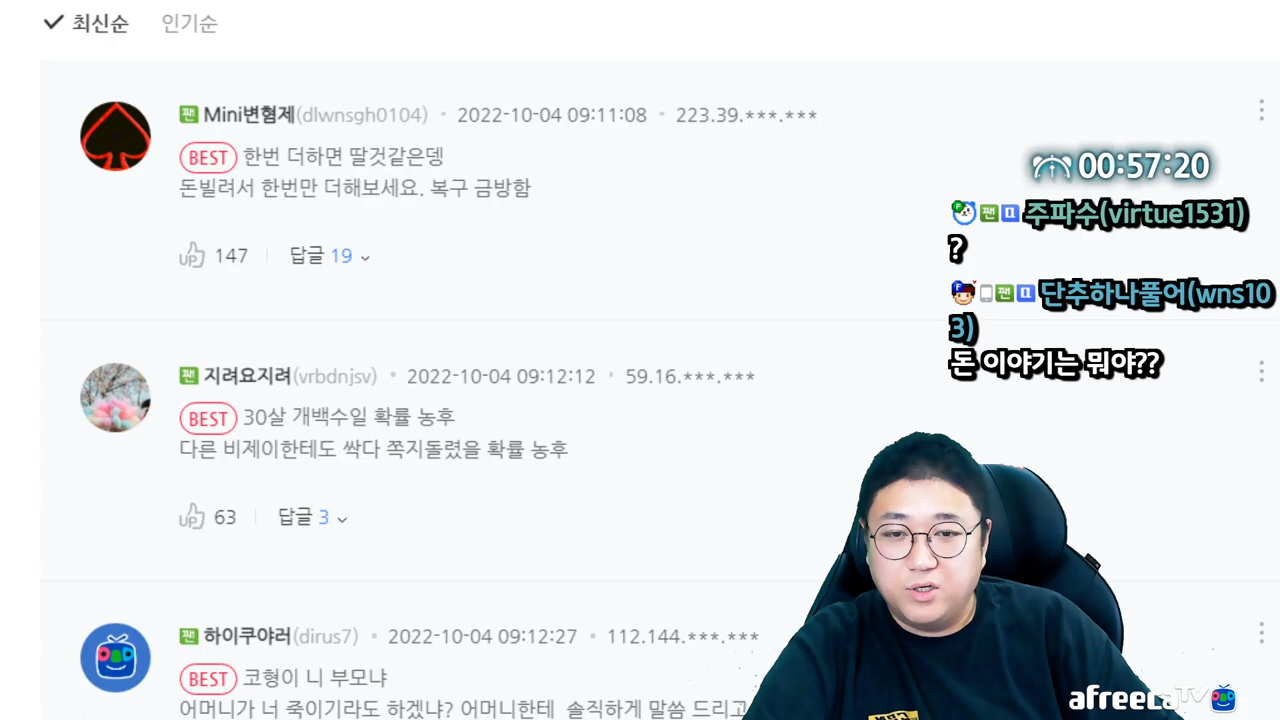 최신순 인기순
팬 Mini변형제(dlwnsgh0104) • 2022-10-04 09:11:08 • 223.39.***.***
BEST 한번 더하면 딸것같은뎅
돈빌려서 한번만 더해보세요. 복구 금방함
UP 147 답글 19
팬 지려요지려(vrbdnjsv) • 2022-10-04 09:12:12 • 59.16.***.***
BEST 30살 개백수일 확률 농후
다른 비제이한테도 싹다 쪽지돌렸을 확률 농후
UP 63 답글 3
팬 하이쿠야러(dirus7) • 2022-10-04 09:12:27 • 112.144.***.***
BEST 코형이 니 부모냐
어머니가 너 죽이기라도 하겠냐? 어머니한테 솔직하게 말씀 드리고
00:57:20
F 팬 Q 주파수(virtue1531)
?
F 팬 Q 단추하나풀어(wns10
3)
돈 이야기는 뭐야??
afreecaTV